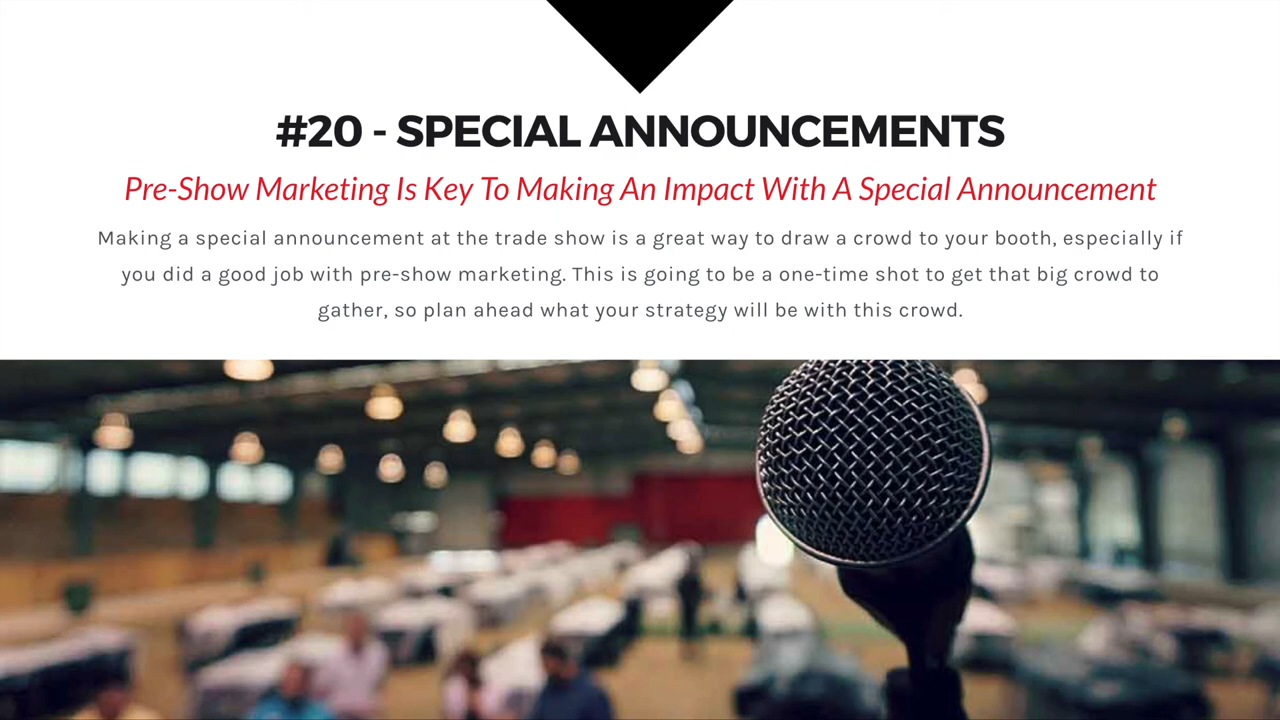 #20 - SPECIAL ANNOUNCEMENTS
Pre-Show Marketing Is Key To Making An Impact With A Special Announcement
Making a special announcement at the trade show is a great way to draw a crowd to your booth, especially if
you did a good job with pre-show marketing. This is going to be a one-time shot to get that big crowd to
gather, so plan ahead what your strategy will be with this crowd.